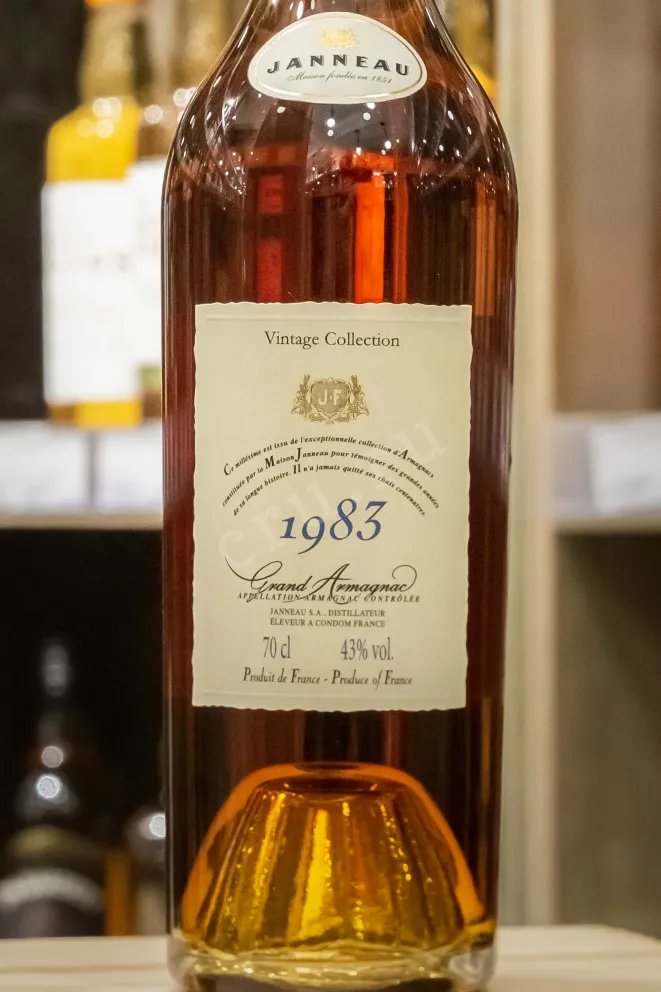 JANNEAU
Maison fondée en 1851
Vintage Collection
J·F
Ce millésime est issu de l'exceptionnelle collection d'Armagnacs
constituée par la Maison Janneau pour témoigner des grandes années
de sa longue histoire. Il n'a jamais quitté ses chais centenaires.
1983
Grand Armagnac
APPELLATION ARMAGNAC CONTRÔLÉE
JANNEAU S.A. DISTILLATEUR
ÉLEVEUR A CONDOM FRANCE
70 cl 43% vol.
Produit de France - Produce of France